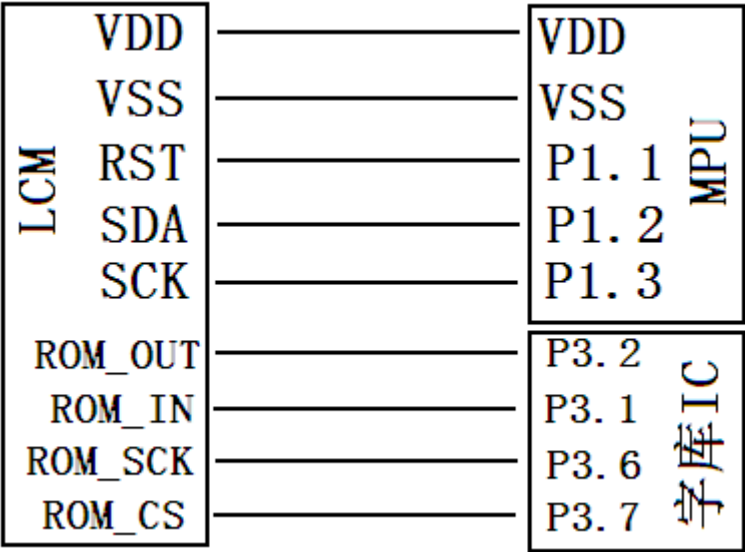 VDD VDD
VSS VSS
RST P1.1
SDA P1.2
SCK P1.3
LCM
MPU
ROM_OUT P3.2
ROM_IN P3.1
ROM_SCK P3.6
ROM_CS P3.7
字库IC